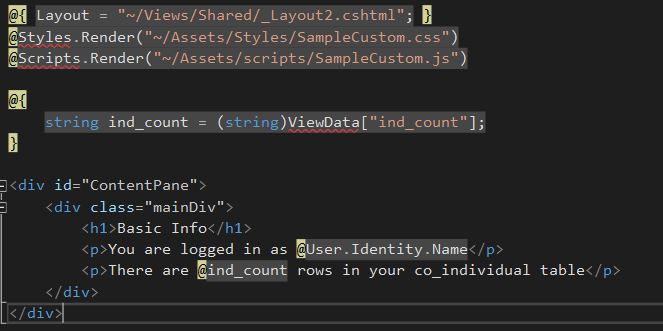 @{ Layout = "~/Views/Shared/_Layout2.cshtml"; }
@Styles.Render("~/Assets/Styles/SampleCustom.css")
@Scripts.Render("~/Assets/scripts/SampleCustom.js")
@{
string ind_count = (string)ViewData["ind_count"];
}
<div id="ContentPane">
<div class="mainDiv">
<h1>Basic Info</h1>
<p>You are logged in as @User.Identity.Name</p>
<p>There are @ind_count rows in your co_individual table</p>
</div>
</div>